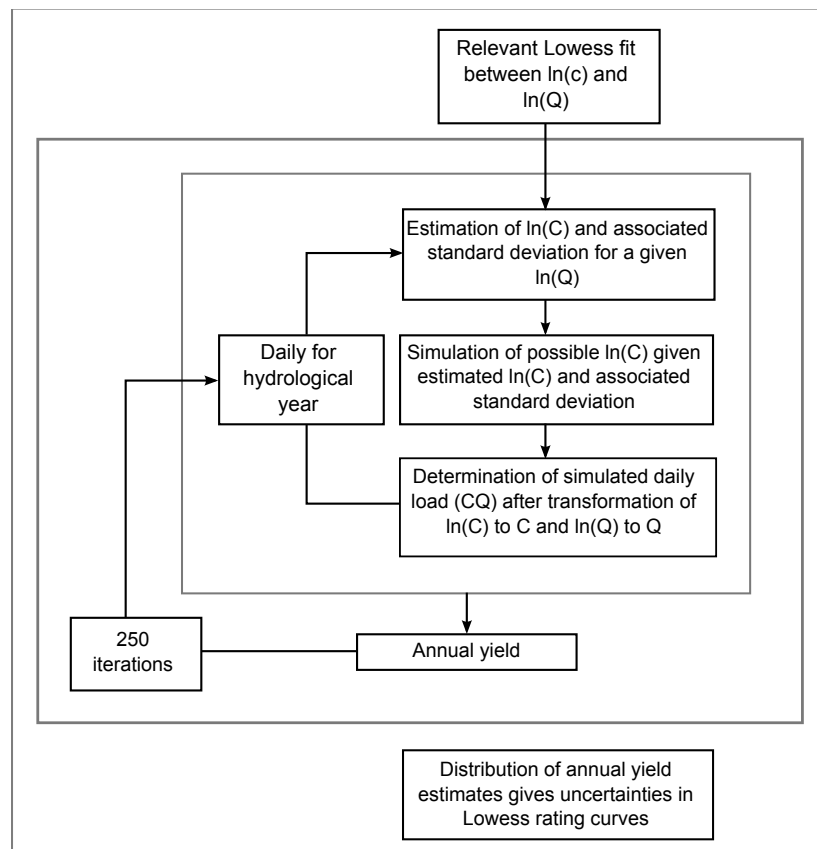 Relevant Lowess fit
between ln(c) and
ln(Q)
Estimation of ln(C) and associated
standard deviation for a given
ln(Q)
Daily for
hydrological
year
Simulation of possible ln(C) given
estimated ln(C) and associated
standard deviation
Determination of simulated daily
load (CQ) after transformation of
ln(C) to C and ln(Q) to Q
250
iterations
Annual yield
Distribution of annual yield
estimates gives uncertainties in
Lowess rating curves